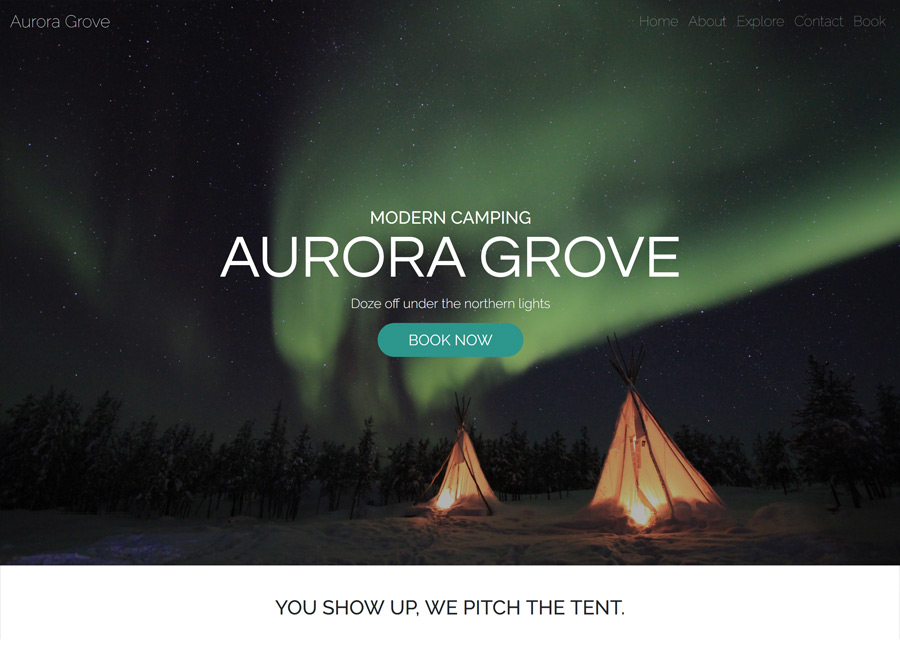 Aurora Grove
Home About Explore Contact Book
MODERN CAMPING
AURORA GROVE
Doze off under the northern lights
BOOK NOW
YOU SHOW UP, WE PITCH THE TENT.